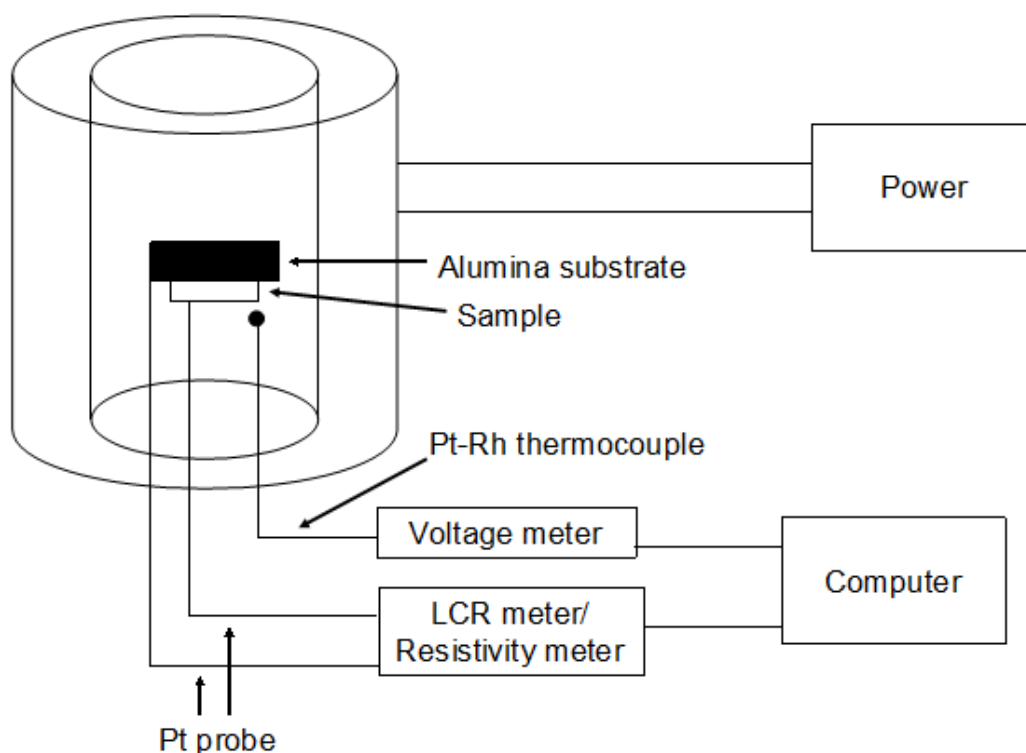 Power
Alumina substrate
Sample
Pt-Rh thermocouple
Voltage meter
Computer
LCR meter/
Resistivity meter
Pt probe